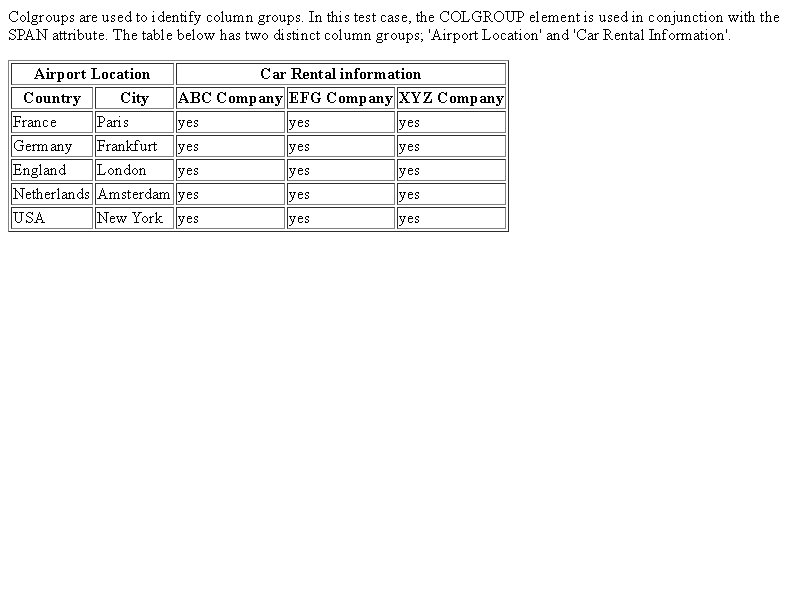 Colgroups are used to identify column groups. In this test case, the COLGROUP element is used in conjunction with the
SPAN attribute. The table below has two distinct column groups; 'Airport Location' and 'Car Rental Information'.
Airport Location Car Rental information
Country City ABC Company EFG Company XYZ Company
France Paris yes yes yes
Germany Frankfurt yes yes yes
England London yes yes yes
Netherlands Amsterdam yes yes yes
USA New York yes yes yes